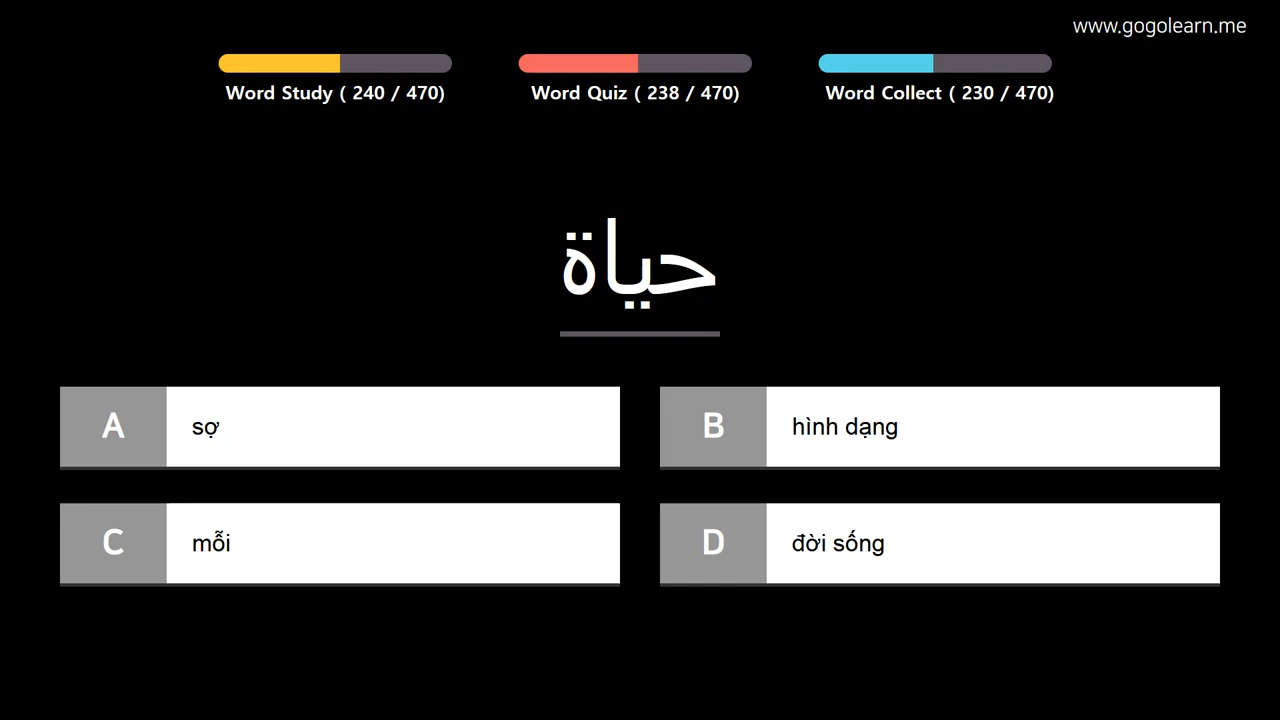 www.gogolearn.me
Word Study ( 240 / 470)
Word Quiz ( 238 / 470)
Word Collect ( 230 / 470)
حياة
A
sợ
B
hình dạng
C
mỗi
D
đời sống